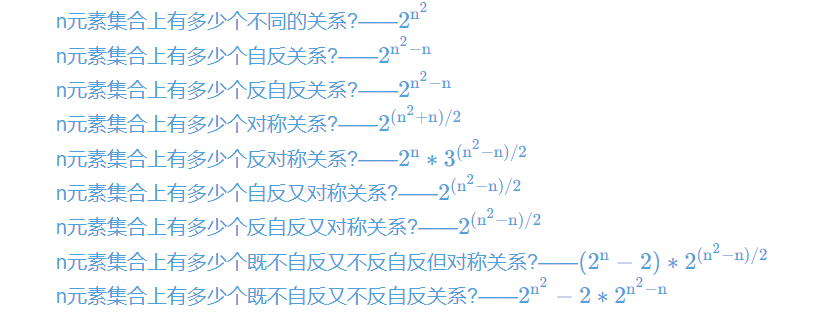 n元素集合上有多少个不同的关系?——$2^{n^2}$
n元素集合上有多少个自反关系?——$2^{n^2-n}$
n元素集合上有多少个反自反关系?——$2^{n^2-n}$
n元素集合上有多少个对称关系?——$2^{(n^2+n)/2}$
n元素集合上有多少个反对称关系?——$2^n*3^{(n^2-n)/2}$
n元素集合上有多少个自反又对称关系?——$2^{(n^2-n)/2}$
n元素集合上有多少个反自反又对称关系?——$2^{(n^2-n)/2}$
n元素集合上有多少个既不自反又不反自反但对称关系?——$(2^n-2)*2^{(n^2-n)/2}$
n元素集合上有多少个既不自反又不反自反关系?——$2^{n^2}-2*2^{n^2-n}$